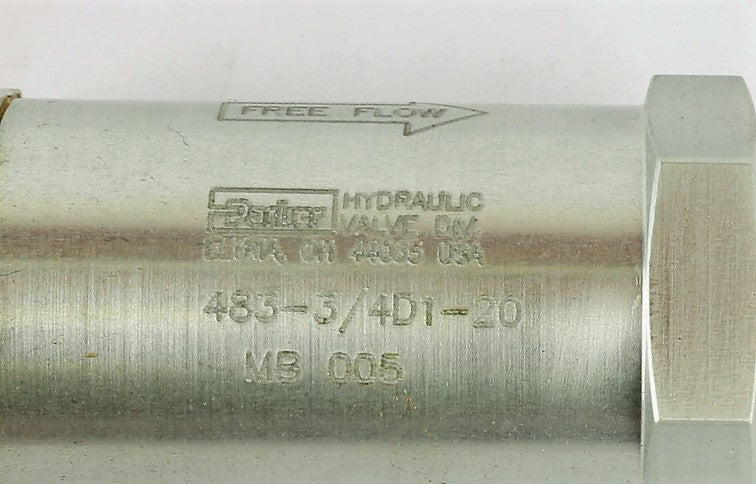 FREE FLOW
Parker HYDRAULIC
VALVE DIV.
ELYRIA, OH 44035 USA
483-3/4D1-20
MB 005